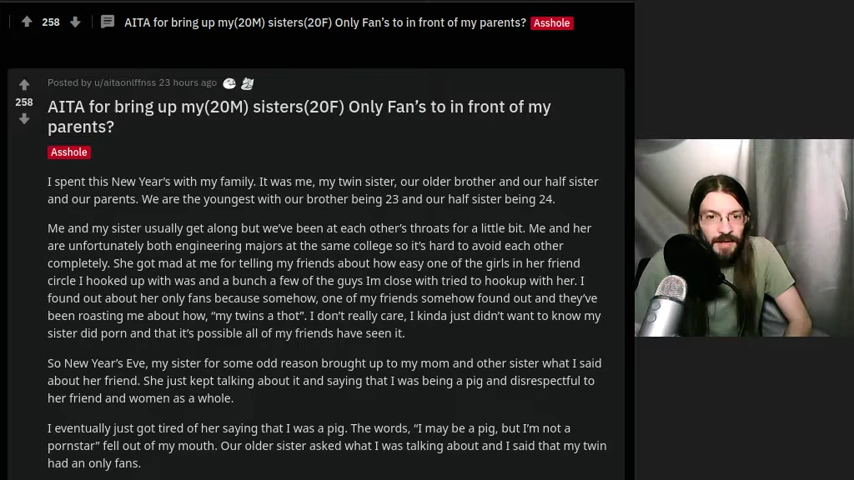 258 AITA for bring up my(20M) sisters(20F) Only Fan's to in front of my parents? Asshole
Posted by u/aitaonlffnss 23 hours ago
258
AITA for bring up my(20M) sisters(20F) Only Fan's to in front of my
parents?
Asshole
I spent this New Year's with my family. It was me, my twin sister, our older brother and our half sister
and our parents. We are the youngest with our brother being 23 and our half sister being 24.
Me and my sister usually get along but we've been at each other's throats for a little bit. Me and her
are unfortunately both engineering majors at the same college so it's hard to avoid each other
completely. She got mad at me for telling my friends about how easy one of the girls in her friend
circle I hooked up with was and a bunch a few of the guys Im close with tried to hookup with her. I
found out about her only fans because somehow, one of my friends somehow found out and they've
been roasting me about how, "my twins a thot". I don't really care, I kinda just didn't want to know my
sister did porn and that it's possible all of my friends have seen it.
So New Year's Eve, my sister for some odd reason brought up to my mom and other sister what I said
about her friend. She just kept talking about it and saying that I was being a pig and disrespectful to
her friend and women as a whole.
I eventually just got tired of her saying that I was a pig. The words, "I may be a pig, but I'm not a
pornstar" fell out of my mouth. Our older sister asked what I was talking about and I said that my twin
had an only fans.